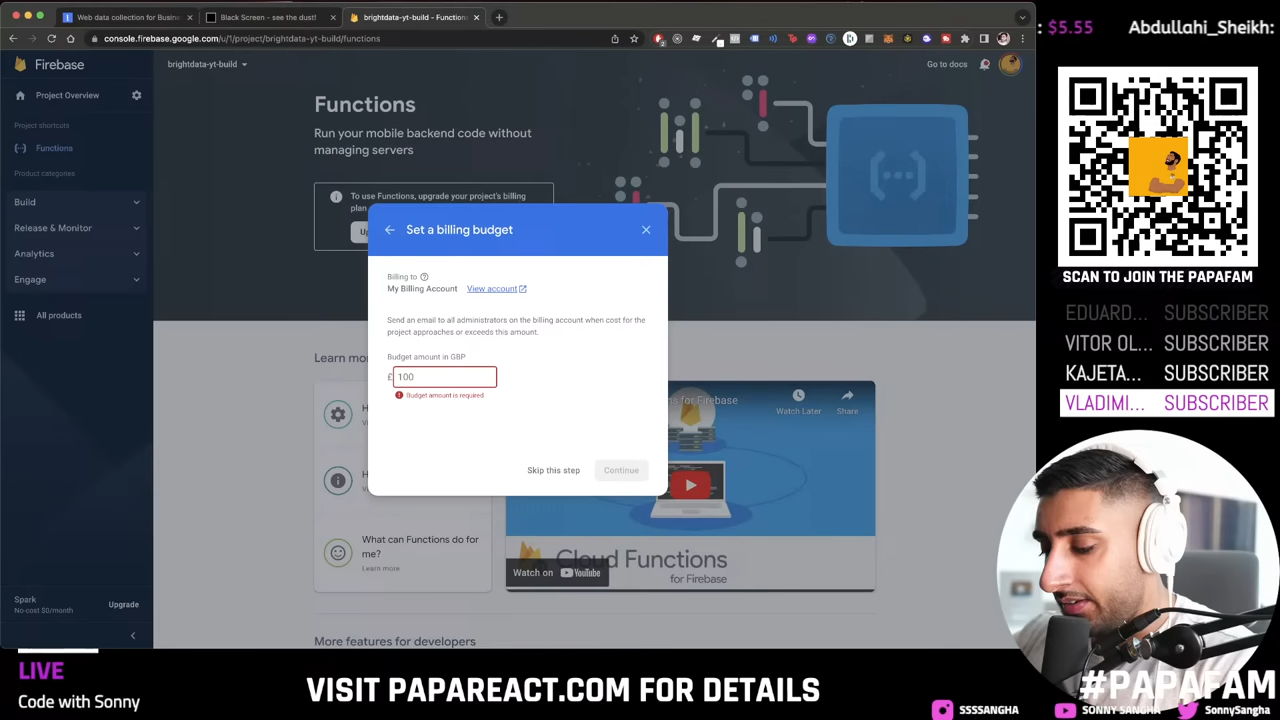 Web data collection for Busine
Black Screen - see the dust!
brightdata-yt-build - Function
console.firebase.google.com/u/1/project/brightdata-yt-build/functions
Firebase
Project Overview
Project shortcuts
Functions
Product categories
Build
Release & Monitor
Analytics
Engage
All products
Spark
No-cost $0/month
Upgrade
brightdata-yt-build
Go to docs
Functions
Run your mobile backend code without
managing servers
To use Functions, upgrade your project's billing
plan
Set a billing budget
Billing to
My Billing Account View account
Send an email to all administrators on the billing account when cost for the
project approaches or exceeds this amount.
Budget amount in GBP
£ 100
Budget amount is required
Skip this step
Continue
What can Functions do for
me?
Learn more
for Firebase
Watch Later
Share
Cloud Functions
for Firebase
Watch on YouTube
More features for developers
: $5.55 Abdullahi_Sheikh:
SCAN TO JOIN THE PAPAFAM
EDUARD... SUBSCRIBER
VITOR OL... SUBSCRIBER
KAJETA... SUBSCRIBER
VLADIMI... SUBSCRIBER
LIVE
Code with Sonny
VISIT PAPAREACT.COM FOR DETAILS
#PAPAFAM
SSSSANGHA
SONNY SANGHA
SonnySangha